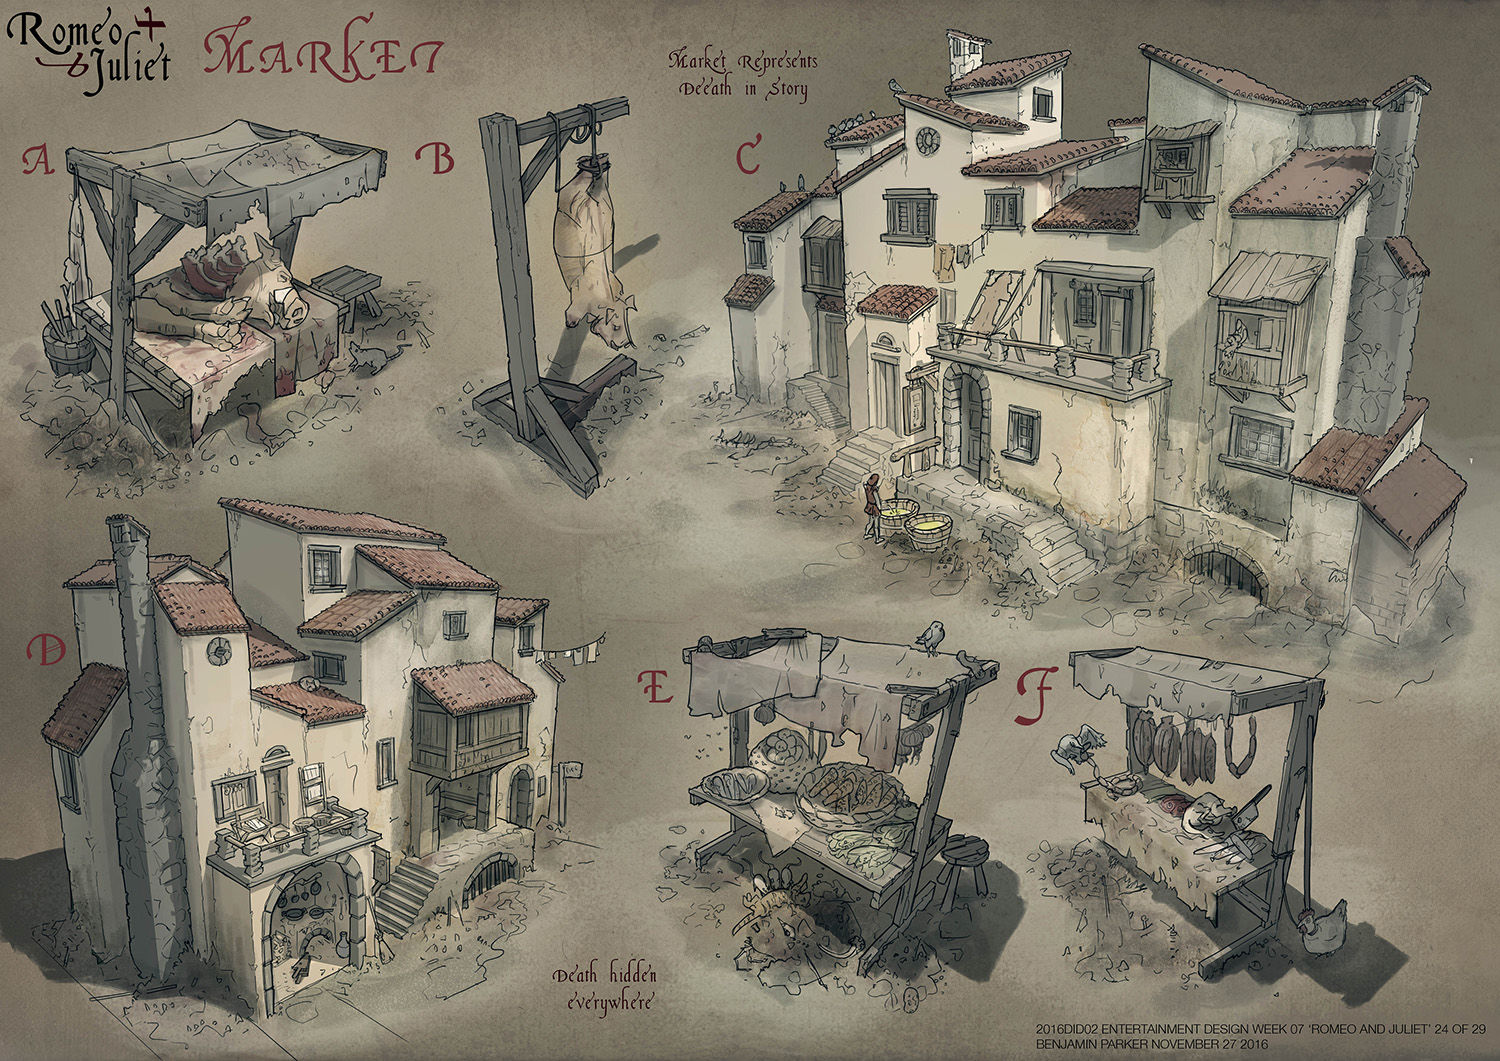 Romeo +
Juliet
Market
Market Represents
Deeath in Story
A
B
C
D
Death hidden
everywhere
E
F
2016DID02 ENTERTAINMENT DESIGN WEEK 07 'ROMEO AND JULIET' 24 OF 29
BENJAMIN PARKER NOVEMBER 27 2016